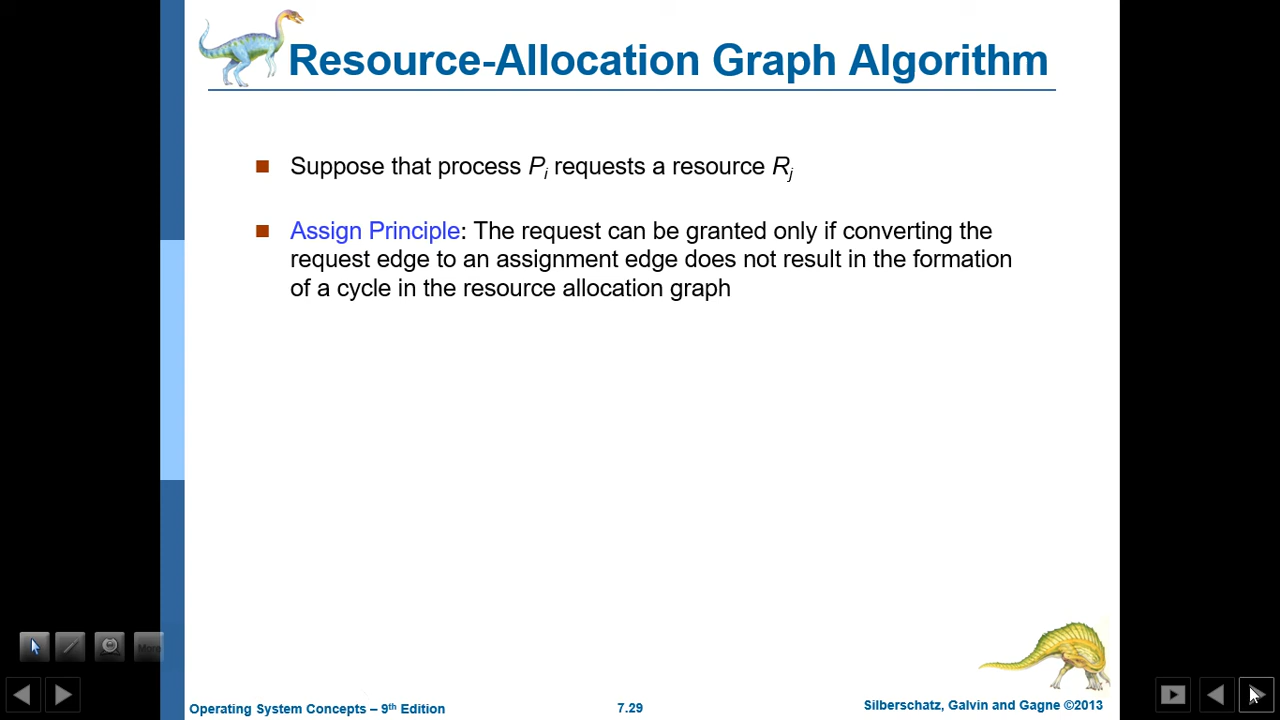 Resource-Allocation Graph Algorithm
Suppose that process Pi requests a resource Rj
Assign Principle: The request can be granted only if converting the
request edge to an assignment edge does not result in the formation
of a cycle in the resource allocation graph
More
Operating System Concepts – 9th Edition
7.29
Silberschatz, Galvin and Gagne ©2013